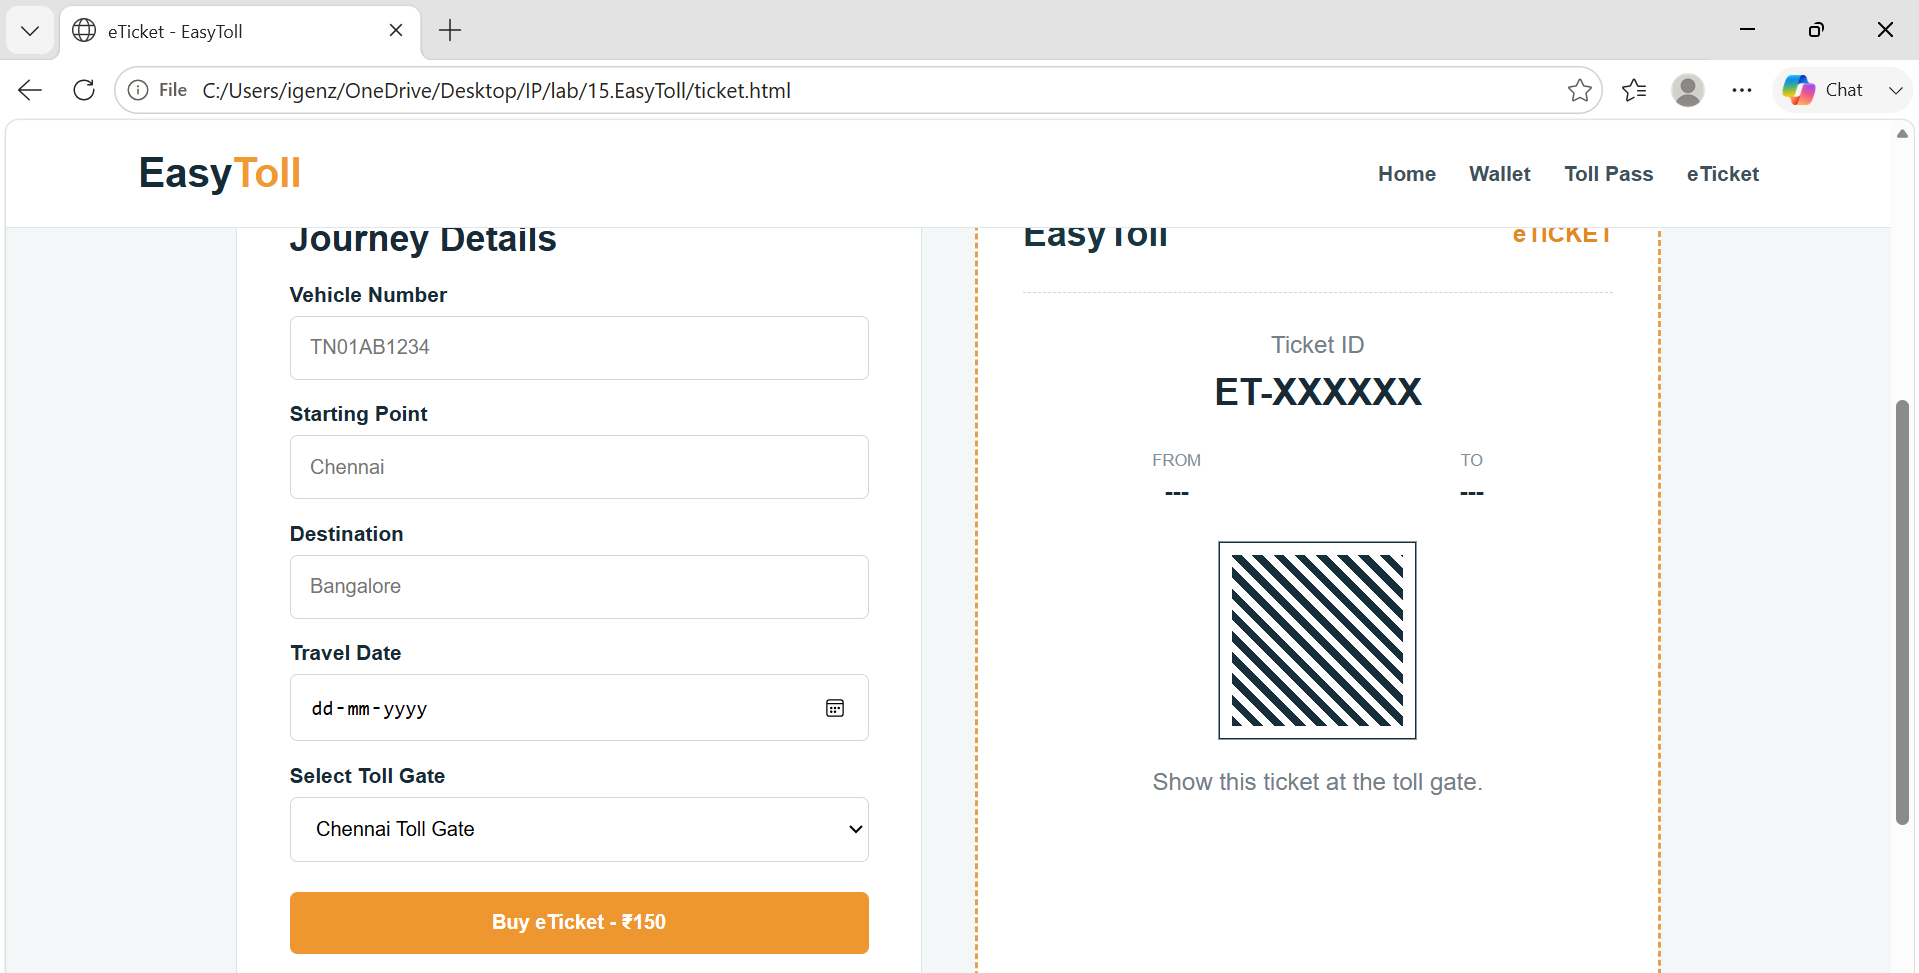 eTicket - EasyToll
File C:/Users/igenz/OneDrive/Desktop/IP/lab/15.EasyToll/ticket.html
Chat
EasyToll
Home Wallet Toll Pass eTicket
Journey Details
Vehicle Number
TN01AB1234
Starting Point
Chennai
Destination
Bangalore
Travel Date
dd-mm-yyyy
Select Toll Gate
Chennai Toll Gate
Buy eTicket - ₹150
EasyToll eTICKET
Ticket ID
ET-XXXXXX
FROM TO
--- ---
Show this ticket at the toll gate.